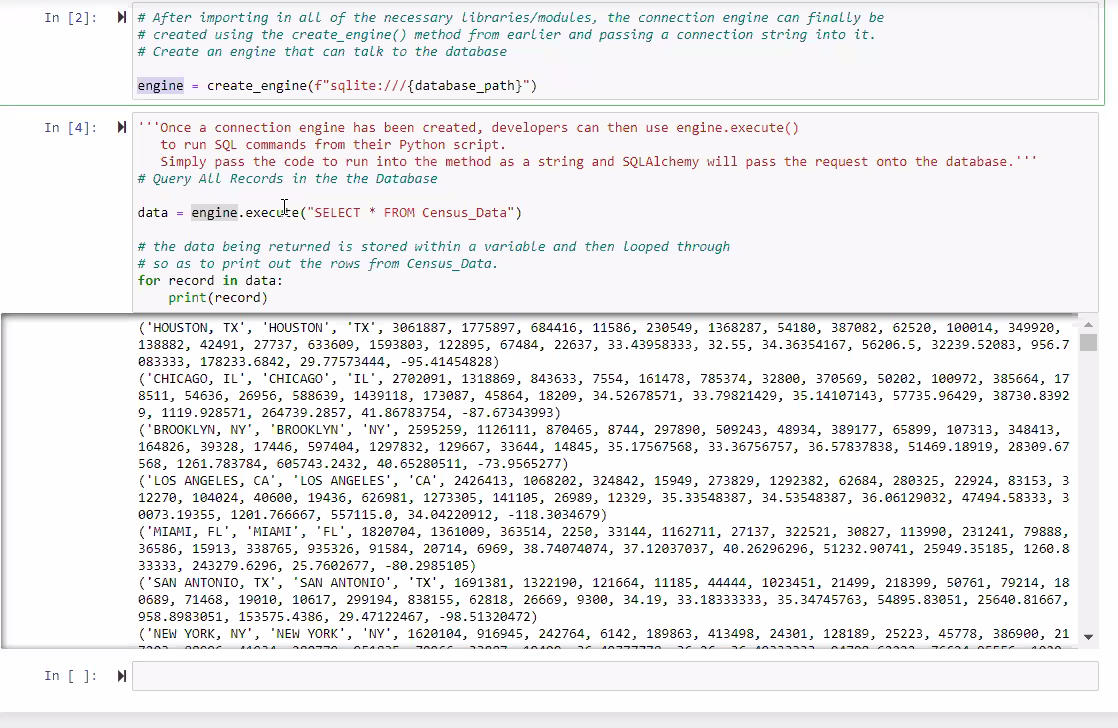 In [2]:
# After importing in all of the necessary libraries/modules, the connection engine can finally be
# created using the create_engine() method from earlier and passing a connection string into it.
# Create an engine that can talk to the database
engine = create_engine(f"sqlite:///{database_path}")
In [4]:
'''Once a connection engine has been created, developers can then use engine.execute()
to run SQL commands from their Python script.
Simply pass the code to run into the method as a string and SQLAlchemy will pass the request onto the database.'''
# Query All Records in the the Database
data = engine.execute("SELECT * FROM Census_Data")
# the data being returned is stored within a variable and then looped through
# so as to print out the rows from Census_Data.
for record in data:
print(record)
('HOUSTON, TX', 'HOUSTON', 'TX', 3061887, 1775897, 684416, 11586, 230549, 1368287, 54180, 387082, 62520, 100014, 349920,
138882, 42491, 27737, 633609, 1593803, 122895, 67484, 22637, 33.43958333, 32.55, 34.36354167, 56206.5, 32239.52083, 956.7
083333, 178233.6842, 29.77573444, -95.41454828)
('CHICAGO, IL', 'CHICAGO', 'IL', 2702091, 1318869, 843633, 7554, 161478, 785374, 32800, 370569, 50202, 100972, 385664, 17
8511, 54636, 26956, 588639, 1439118, 173087, 45864, 18209, 34.52678571, 33.79821429, 35.14107143, 57735.96429, 38730.8392
9, 1119.928571, 264739.2857, 41.86783754, -87.67343993)
('BROOKLYN, NY', 'BROOKLYN', 'NY', 2595259, 1126111, 870465, 8744, 297890, 509243, 48934, 389177, 65899, 107313, 348413,
164826, 39328, 17446, 597404, 1297832, 129667, 33644, 14845, 35.17567568, 33.36756757, 36.57837838, 51469.18919, 28309.67
568, 1261.783784, 605743.2432, 40.65280511, -73.9565277)
('LOS ANGELES, CA', 'LOS ANGELES', 'CA', 2426413, 1068202, 324842, 15949, 273829, 1292382, 62684, 280325, 22924, 83153, 3
12270, 104024, 40600, 19436, 626981, 1273305, 141105, 26989, 12329, 35.33548387, 34.53548387, 36.06129032, 47494.58333, 3
0073.19355, 1201.766667, 557115.0, 34.04220912, -118.3034679)
('MIAMI, FL', 'MIAMI', 'FL', 1820704, 1361009, 363514, 2250, 33144, 1162711, 27137, 322521, 30827, 113990, 231241, 79888,
36586, 15913, 338765, 935326, 91584, 20714, 6969, 38.74074074, 37.12037037, 40.26296296, 51232.90741, 25949.35185, 1260.8
33333, 243279.6296, 25.7602677, -80.2985105)
('SAN ANTONIO, TX', 'SAN ANTONIO', 'TX', 1691381, 1322190, 121664, 11185, 44444, 1023451, 21499, 218399, 50761, 79214, 18
0689, 71468, 19010, 10617, 299194, 838155, 62818, 26669, 9300, 34.19, 33.18333333, 35.34745763, 54895.83051, 25640.81667,
958.8983051, 153575.4386, 29.47122467, -98.51320472)
('NEW YORK, NY', 'NEW YORK', 'NY', 1620104, 916945, 242764, 6142, 189863, 413498, 24301, 128189, 25223, 45778, 386900, 21
In [ ]: